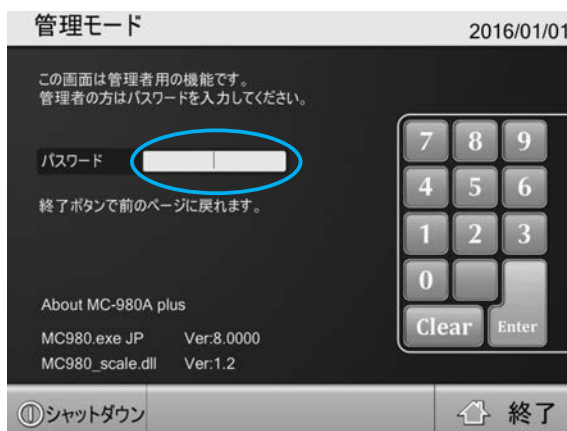 管理モード
2016/01/01
この画面は管理者用の機能です。
管理者の方はパスワードを入力してください。
パスワード
終了ボタンで前のページに戻れます。
7 8 9
4 5 6
1 2 3
0
Clear Enter
About MC-980A plus
MC980.exe JP Ver:8.0000
MC980_scale.dll Ver:1.2
シャットダウン
終了